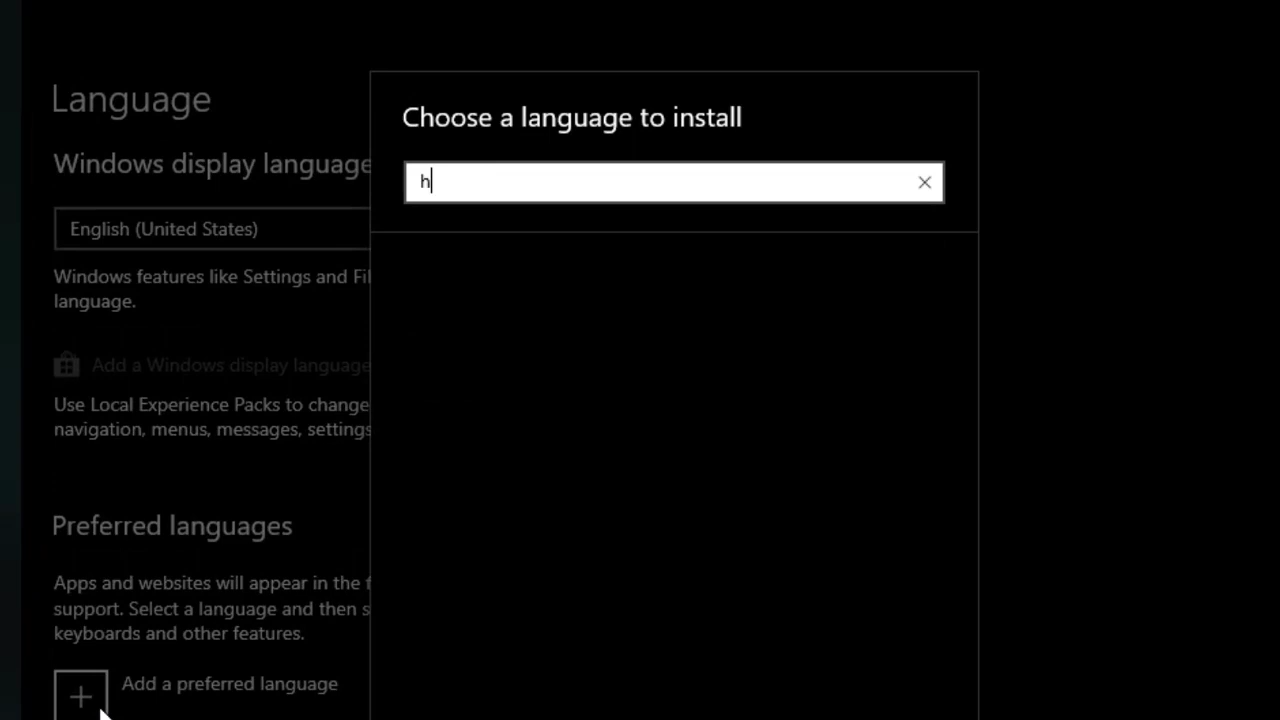 Language
Windows display language
English (United States)
Windows features like Settings and Fil
language.
Add a Windows display language
Use Local Experience Packs to change
navigation, menus, messages, settings
Preferred languages
Apps and websites will appear in the f
support. Select a language and then s
keyboards and other features.
Add a preferred language
Choose a language to install
h